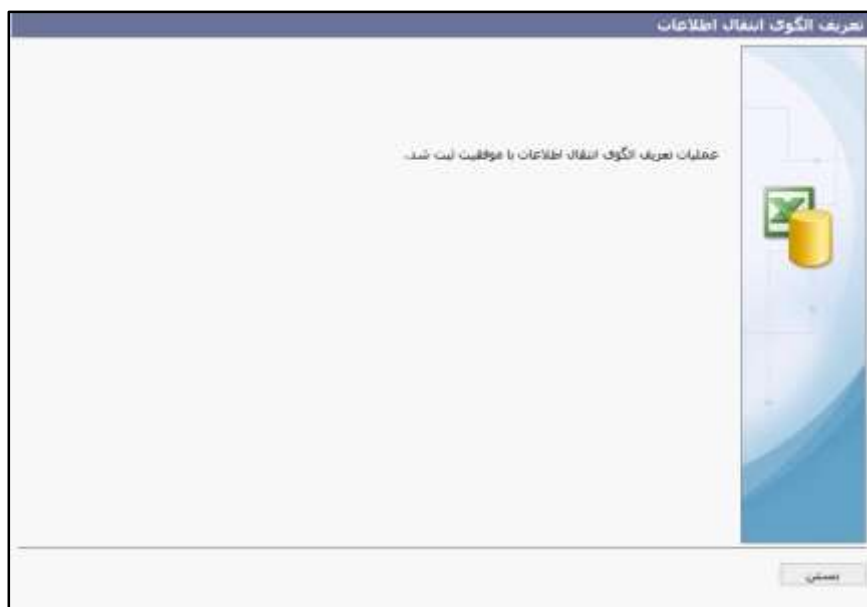 تعریف الگوی انتقال اطلاعات
عملیات تعریف الگوی انتقال اطلاعات با موفقیت ثبت شد.
بستن